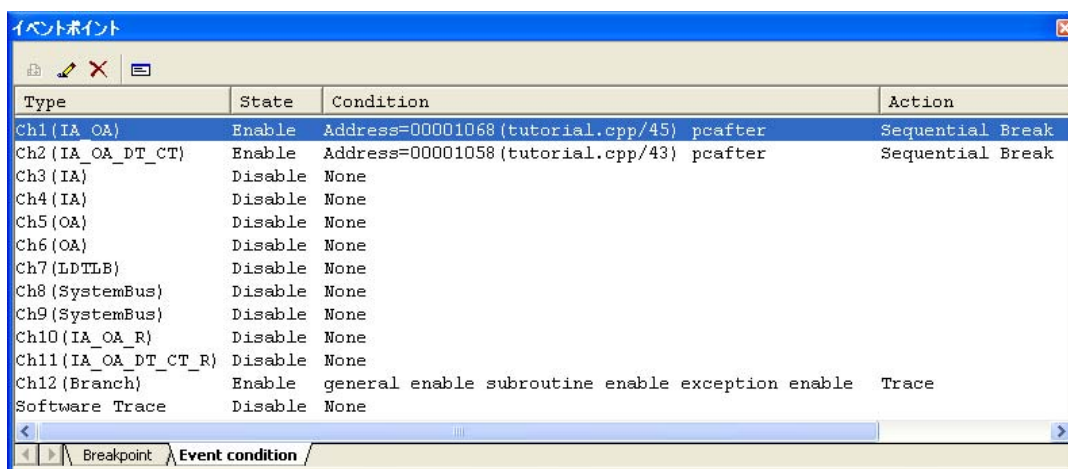 イベントポイント
Type State Condition Action
Ch1(IA_OA) Enable Address=00001068(tutorial.cpp/45) pcafter Sequential Break
Ch2(IA_OA_DT_CT) Enable Address=00001058(tutorial.cpp/43) pcafter Sequential Break
Ch3(IA) Disable None
Ch4(IA) Disable None
Ch5(OA) Disable None
Ch6(OA) Disable None
Ch7(LDTLB) Disable None
Ch8(SystemBus) Disable None
Ch9(SystemBus) Disable None
Ch10(IA_OA_R) Disable None
Ch11(IA_OA_DT_CT_R) Disable None
Ch12(Branch) Enable general enable subroutine enable exception enable Trace
Software Trace Disable None
Breakpoint Event condition